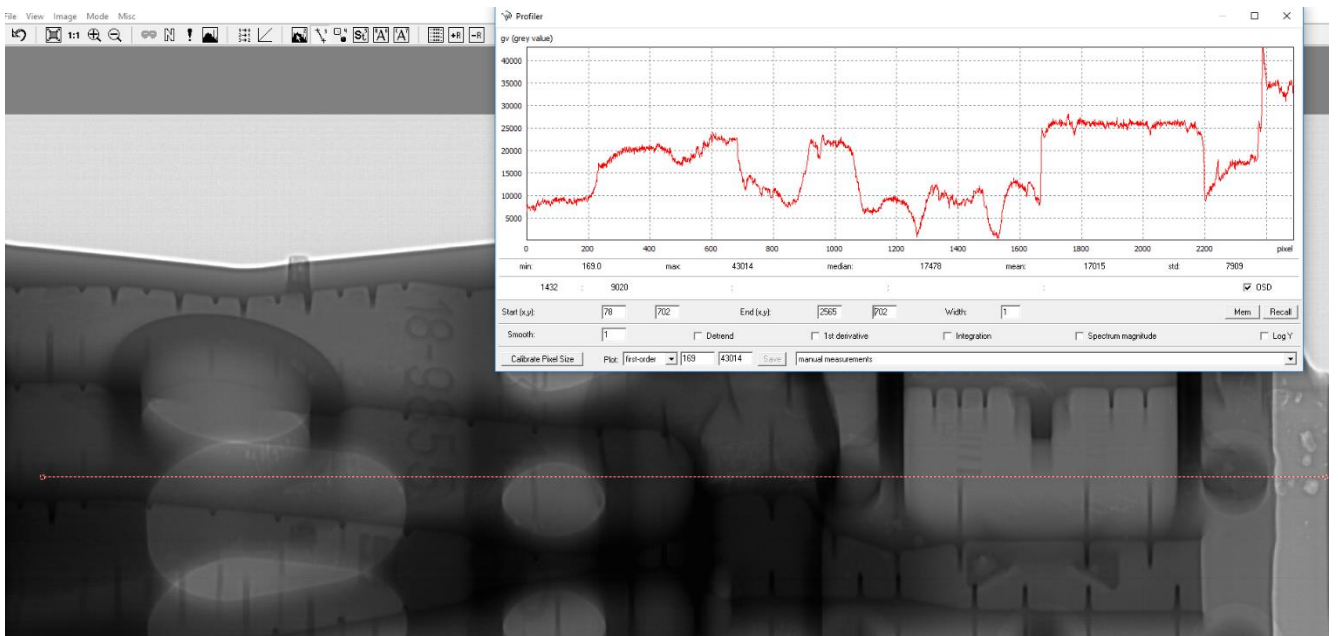 File View Image Mode Misc
1:1 N ! St A A +R -R
Profiler
gv (grey value)
40000
35000
30000
25000
20000
15000
10000
5000
0 200 400 600 800 1000 1200 1400 1600 1800 2000 2200 pixel
min: 169.0 max: 43014 median: 17478 mean: 17015 std: 7909
1432 : 9020 : : : OSD
Start (x,y): 78 702 End (x,y): 2565 702 Width: 1 Mem Recall
Smooth: 1 Detrend 1st derivative Integration Spectrum magnitude Log Y
Calibrate Pixel Size Plot: first-order 169 43014 Save manual measurements